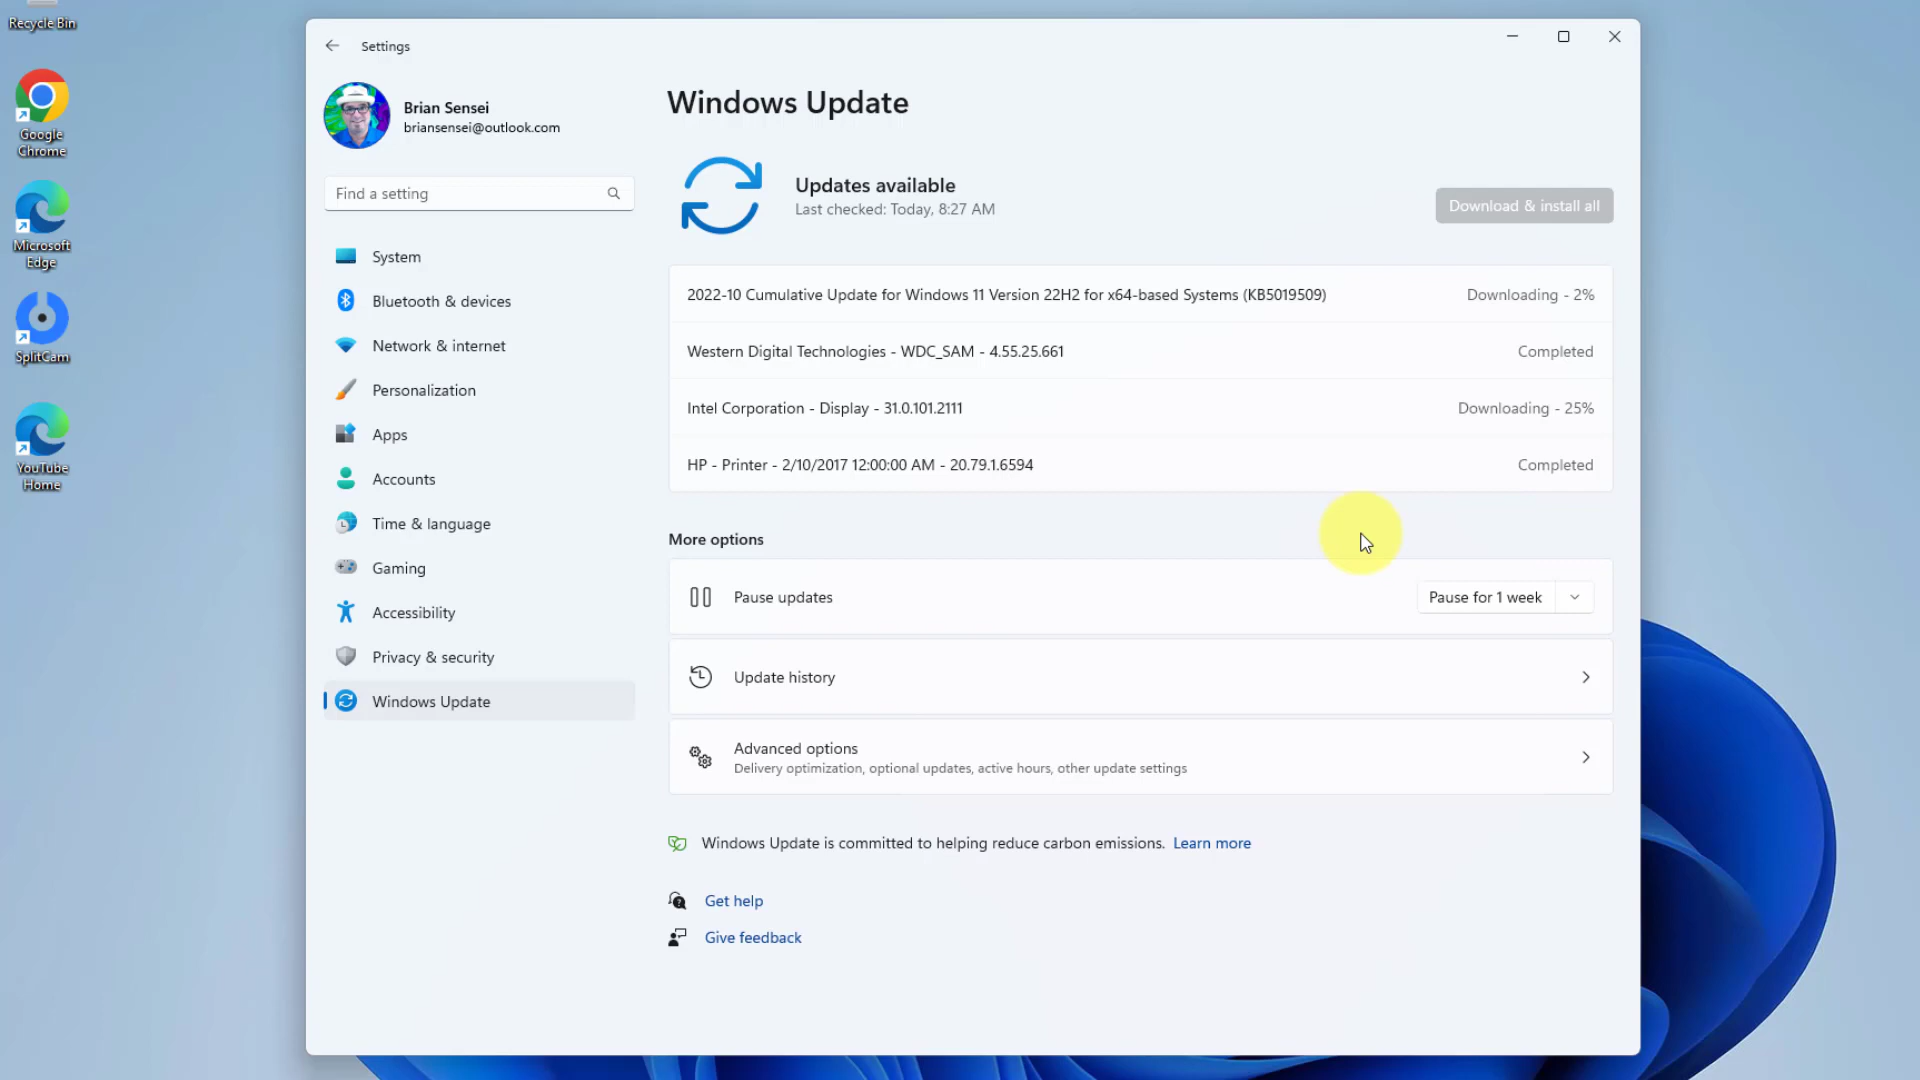 Recycle Bin
Google
Chrome
Microsoft
Edge
SplitCam
YouTube
Home
Settings
Brian Sensei
briansensei@outlook.com
Find a setting
System
Bluetooth & devices
Network & internet
Personalization
Apps
Accounts
Time & language
Gaming
Accessibility
Privacy & security
Windows Update
Windows Update
Updates available
Last checked: Today, 8:27 AM
Download & install all
2022-10 Cumulative Update for Windows 11 Version 22H2 for x64-based Systems (KB5019509) Downloading - 2%
Western Digital Technologies - WDC_SAM - 4.55.25.661 Completed
Intel Corporation - Display - 31.0.101.2111 Downloading - 25%
HP - Printer - 2/10/2017 12:00:00 AM - 20.79.1.6594 Completed
More options
Pause updates Pause for 1 week
Update history
Advanced options
Delivery optimization, optional updates, active hours, other update settings
Windows Update is committed to helping reduce carbon emissions. Learn more
Get help
Give feedback